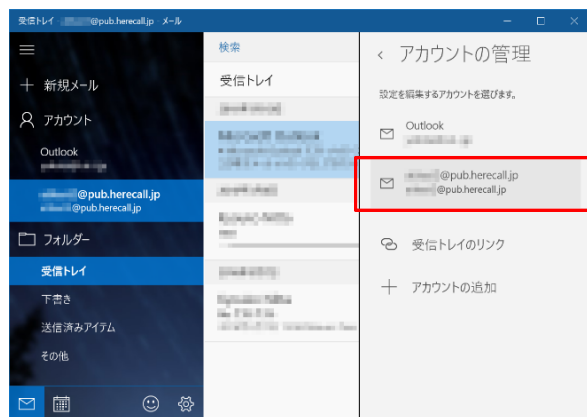 受信トレイ @pub.herecall.jp - メール
新規メール
アカウント
Outlook
@pub.herecall.jp
@pub.herecall.jp
フォルダー
受信トレイ
下書き
送信済みアイテム
その他
検索
受信トレイ
アカウントの管理
設定を編集するアカウントを選びます。
Outlook
@pub.herecall.jp
@pub.herecall.jp
受信トレイのリンク
アカウントの追加